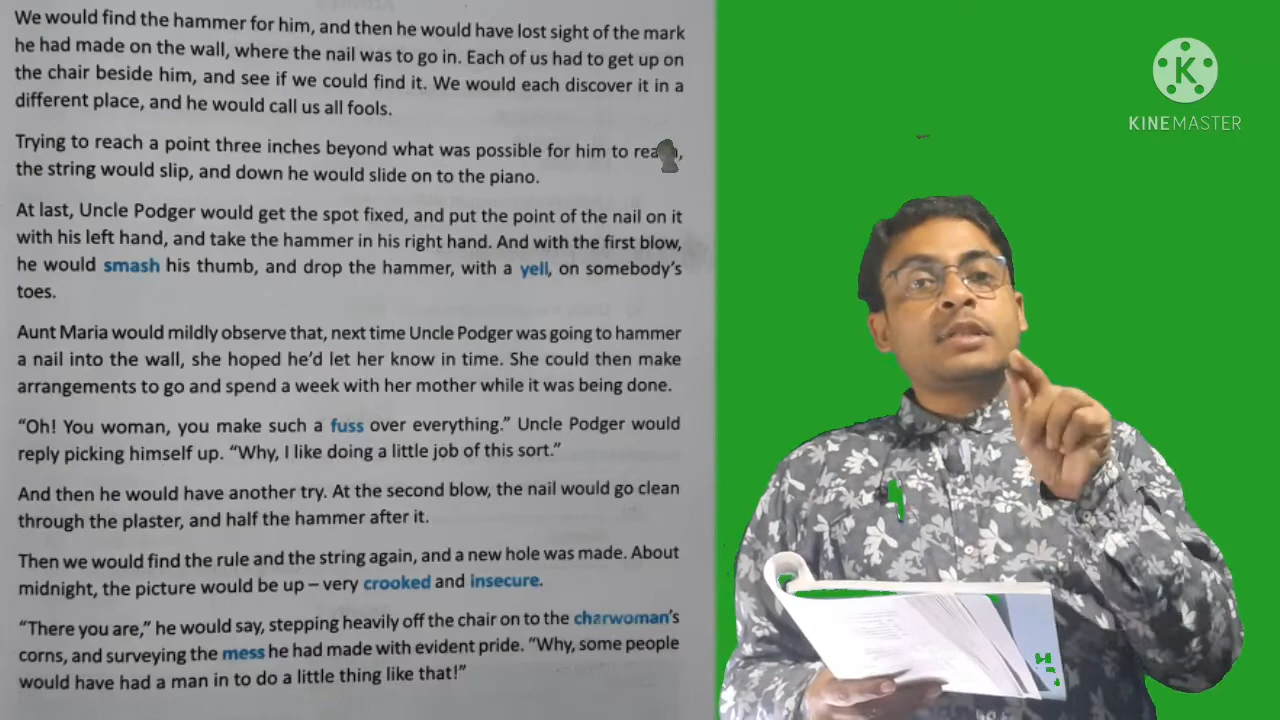 We would find the hammer for him, and then he would have lost sight of the mark
he had made on the wall, where the nail was to go in. Each of us had to get up on
the chair beside him, and see if we could find it. We would each discover it in a
different place, and he would call us all fools.
Trying to reach a point three inches beyond what was possible for him to
the string would slip, and down he would slide on to the piano.
At last, Uncle Podger would get the spot fixed, and put the point of the nail on it
with his left hand, and take the hammer in his right hand. And with the first blow,
he would smash his thumb, and drop the hammer, with a yell, on somebody's
toes.
Aunt Maria would mildly observe that, next time Uncle Podger was going to hammer
a nail into the wall, she hoped he'd let her know in time. She could then make
arrangements to go and spend a week with her mother while it was being done.
"Oh! You woman, you make such a fuss over everything." Uncle Podger would
reply picking himself up. "Why, I like doing a little job of this sort."
And then he would have another try. At the second blow, the nail would go clean
through the plaster, and half the hammer after it.
Then we would find the rule and the string again, and a new hole was made. About
midnight, the picture would be up – very crooked and insecure.
"There you are," he would say, stepping heavily off the chair on to the charwoman's
corns, and surveying the mess he had made with evident pride. "Why, some people
would have had a man in to do a little thing like that!"
K
KINEMASTER